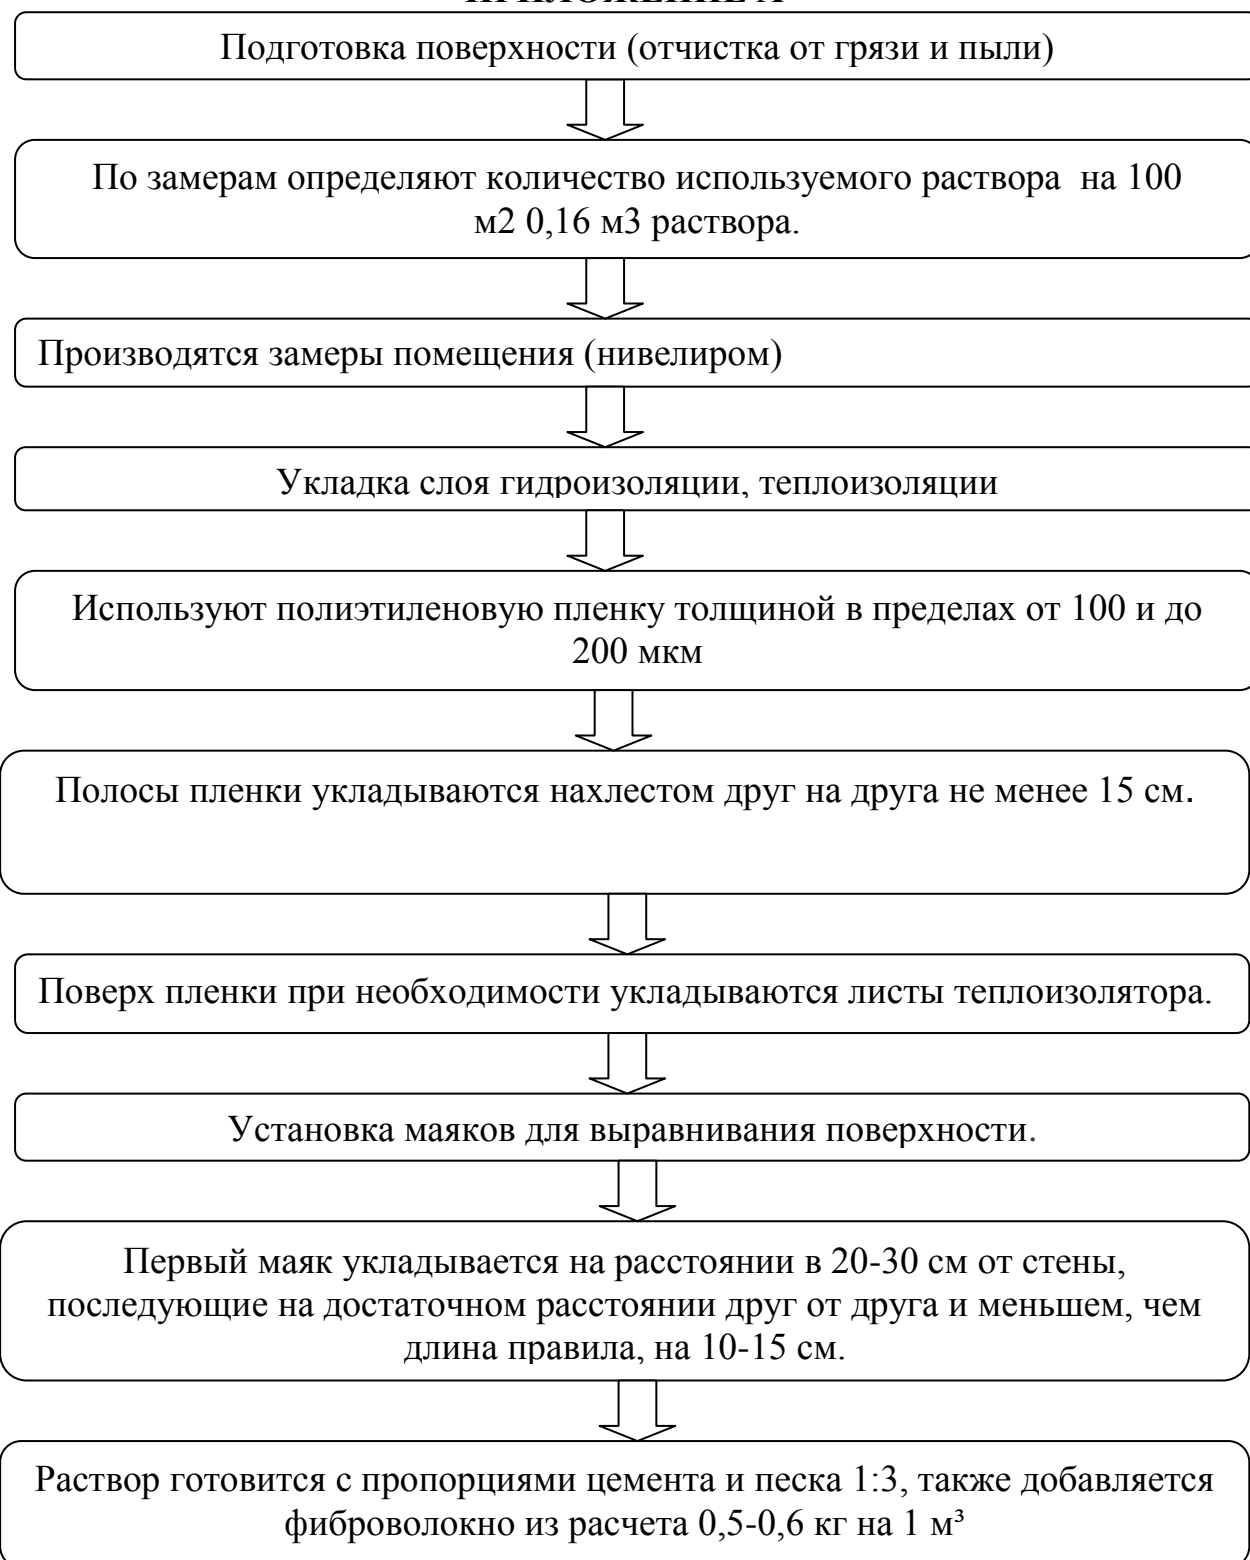 ПРИЛОЖЕНИЕ А
Подготовка поверхности (отчистка от грязи и пыли)
По замерам определяют количество используемого раствора  на 100
м2 0,16 м3 раствора.
Производятся замеры помещения (нивелиром)
Укладка слоя гидроизоляции, теплоизоляции
Используют полиэтиленовую пленку толщиной в пределах от 100 и до
200 мкм
Полосы пленки укладываются нахлестом друг на друга не менее 15 см.
Поверх пленки при необходимости укладываются листы теплоизолятора.
Установка маяков для выравнивания поверхности.
Первый маяк укладывается на расстоянии в 20-30 см от стены,
последующие на достаточном расстоянии друг от друга и меньшем, чем
длина правила, на 10-15 см.
Раствор готовится с пропорциями цемента и песка 1:3, также добавляется
фиброволокно из расчета 0,5-0,6 кг на 1 м³